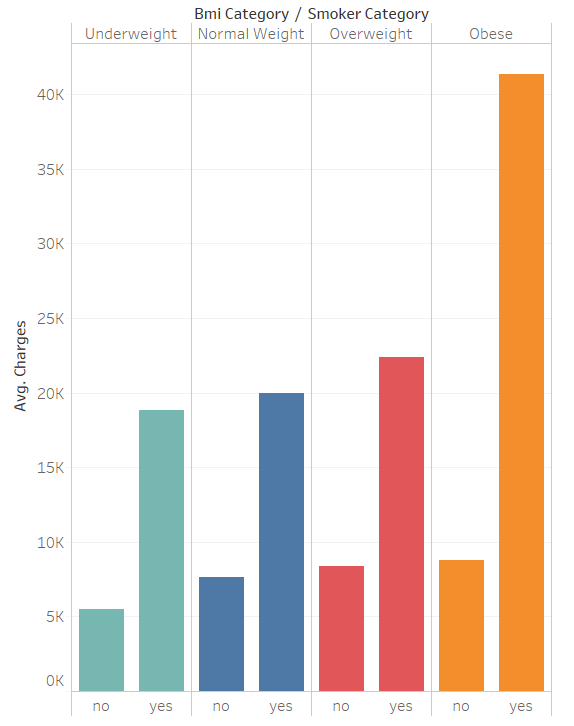 Bmi Category / Smoker Category
Underweight Normal Weight Overweight Obese
40K
35K
30K
25K
Avg. Charges
20K
15K
10K
5K
0K
no yes no yes no yes no yes